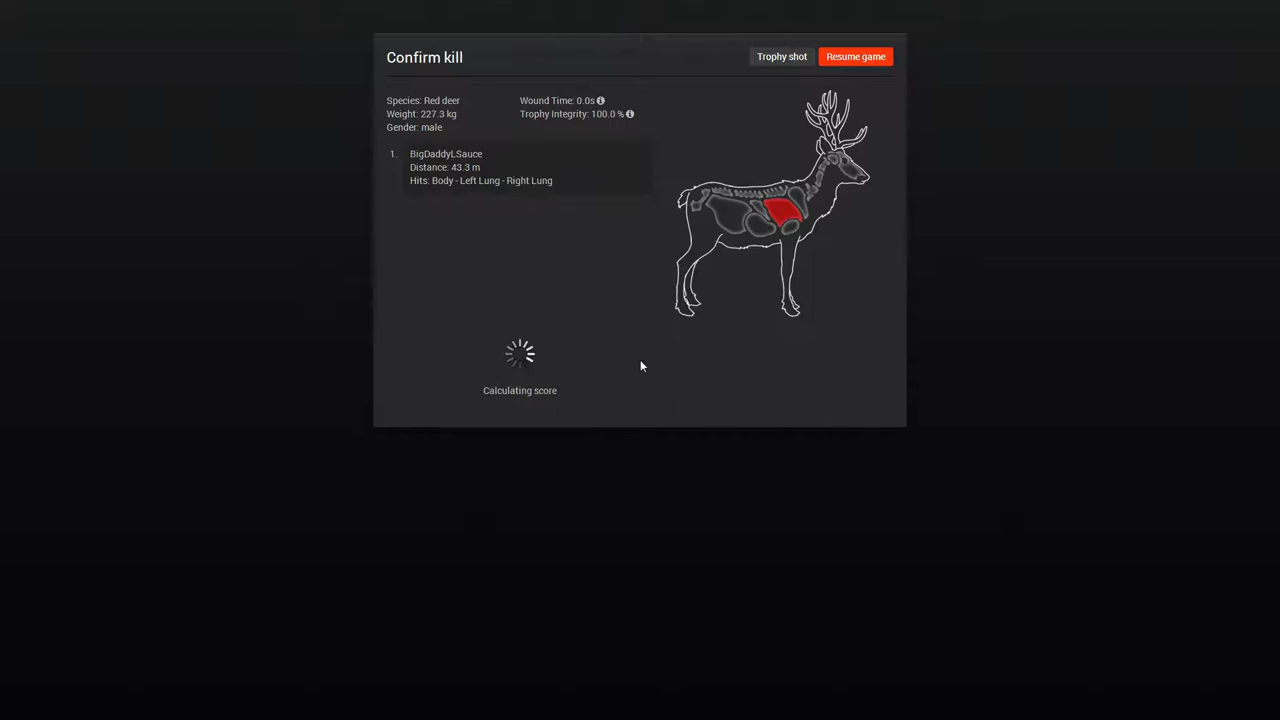 Confirm kill
Trophy shot
Resume game
Species: Red deer
Weight: 227.3 kg
Gender: male
Wound Time: 0.0s
Trophy Integrity: 100.0 %
1.
BigDaddyLSauce
Distance: 43.3 m
Hits: Body - Left Lung - Right Lung
Calculating score